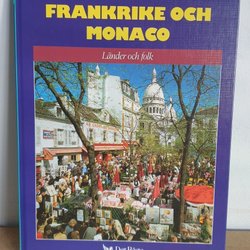 FRANKRIKE OCH
MONACO
Länder och folk